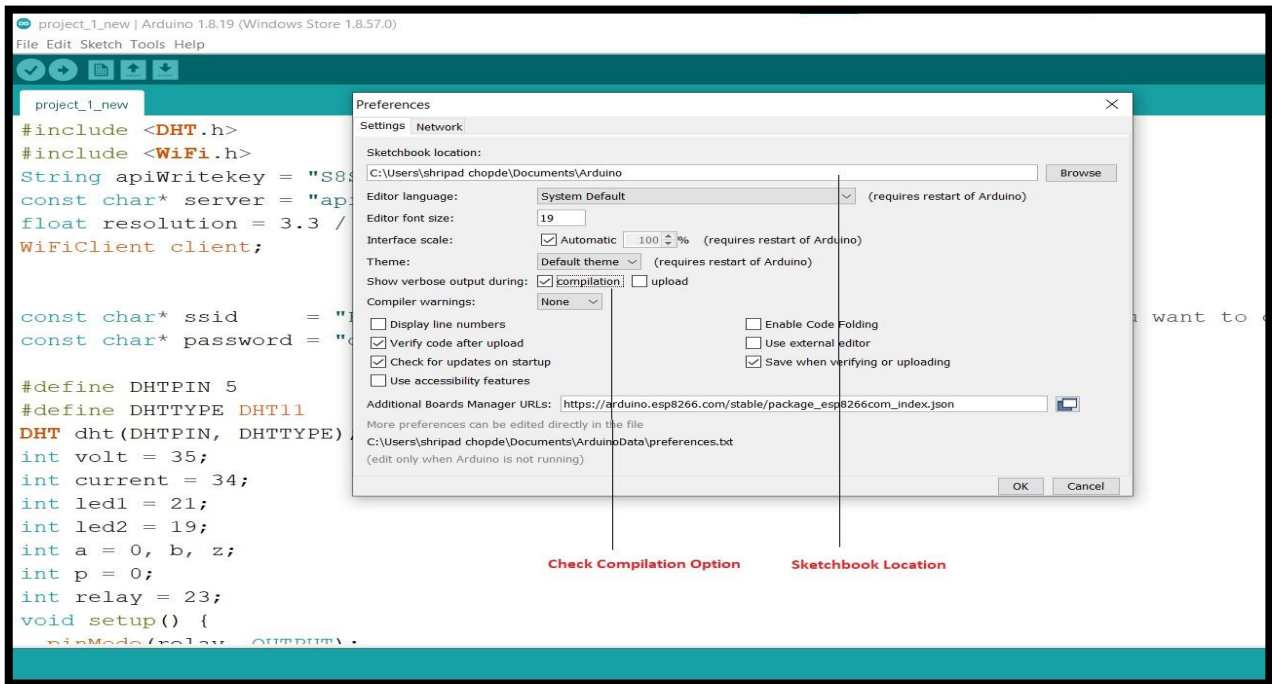 project_1_new | Arduino 1.8.19 (Windows Store 1.8.57.0)
File Edit Sketch Tools Help
project_1_new
#include <DHT.h>
#include <WiFi.h>
String apiWritekey = "S8
const char* server = "ap
float resolution = 3.3 /
WiFiClient client;
const char* ssid = "
want to
const char* password = "
#define DHTPIN 5
#define DHTTYPE DHT11
DHT dht(DHTPIN, DHTTYPE)
int volt = 35;
int current = 34;
int led1 = 21;
int led2 = 19;
int a = 0, b, z;
int p = 0;
int relay = 23;
void setup() {
pinMode(relay, OUTPUT);
Preferences
Settings Network
Sketchbook location:
C:\Users\shripad chopde\Documents\Arduino Browse
Editor language: System Default (requires restart of Arduino)
Editor font size: 19
Interface scale: Automatic 100 % (requires restart of Arduino)
Theme: Default theme (requires restart of Arduino)
Show verbose output during: compilation upload
Compiler warnings: None
Display line numbers Enable Code Folding
Verify code after upload Use external editor
Check for updates on startup Save when verifying or uploading
Use accessibility features
Additional Boards Manager URLs: https://arduino.esp8266.com/stable/package_esp8266com_index.json
More preferences can be edited directly in the file
C:\Users\shripad chopde\Documents\ArduinoData\preferences.txt
(edit only when Arduino is not running)
OK Cancel
Check Compilation Option Sketchbook Location